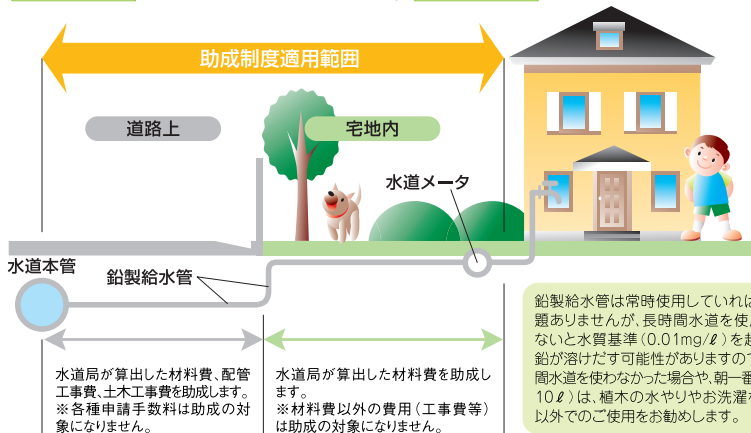 助成制度適用範囲
道路上
宅地内
水道メータ
水道本管
鉛製給水管
水道局が算出した材料費、配管
工事費、土木工事費を助成します。
※各種申請手数料は助成の対
象になりません。
水道局が算出した材料費を助成し
ます。
※材料費以外の費用(工事費等)
は助成の対象になりません。
鉛製給水管は常時使用していれば
題ありませんが、長時間水道を使
ないと水質基準(0.01mg/ℓ)を
鉛が溶けだす可能性がありますので
間水道を使わなかった場合や、朝一番
10ℓ)は、植木の水やりやお洗濯
以外でのご使用をお勧めします。